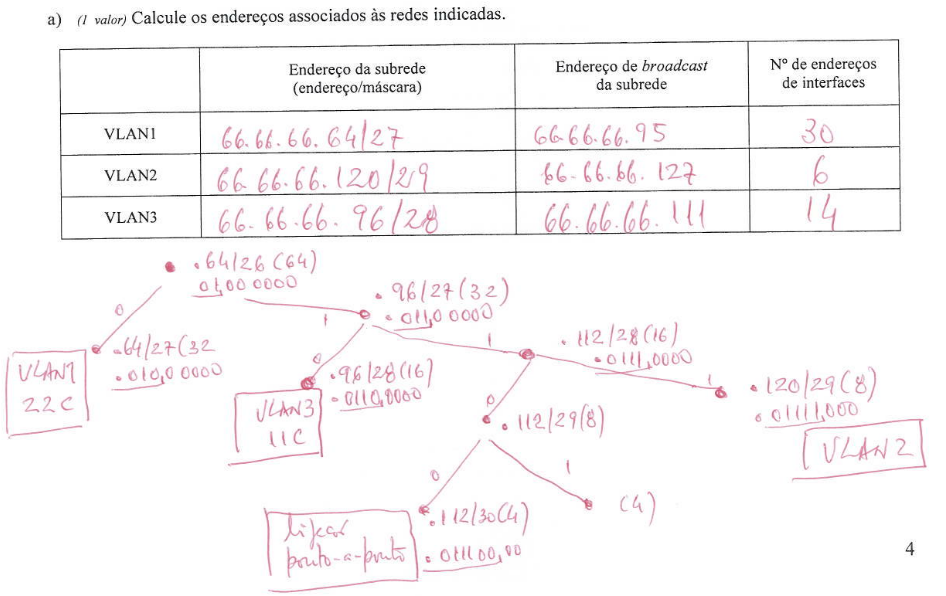 a) (1 valor) Calcule os endereços associados às redes indicadas.
Endereço da subrede
(endereço/máscara)
Endereço de broadcast
da subrede
Nº de endereços
de interfaces
VLAN1 66.66.66.64/27 66.66.66.95 30
VLAN2 66.66.66.120/29 66.66.66.127 6
VLAN3 66.66.66.96/28 66.66.66.111 14
.64/26 (64)
01,00 0000
0
1
.96/27 (32)
.011,0 0000
.64/27 (32
.010,0 0000
VLAN1
22C
0
1
.112/28 (16)
.0111,0000
.96/28 (16)
.0110,0000
VLAN3
11C
0
1
.120/29 (8)
.01111,000
VLAN2
.112/29 (8)
0
1
(4)
.112/30 (4)
.011100,00
ponto-a-ponto
4